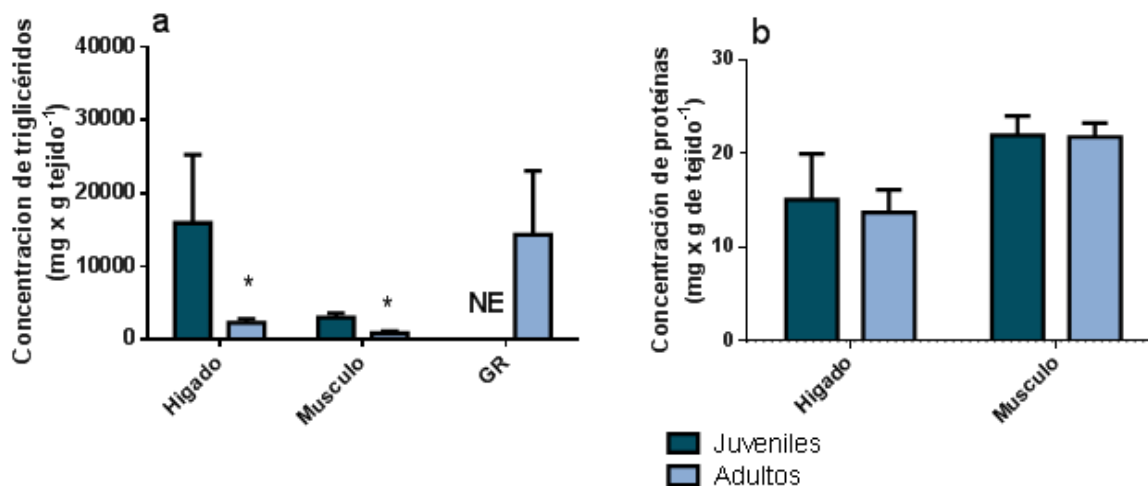 a
Concentracion de triglicéridos
(mg x g tejido-1)
40000
30000
20000
10000
0
*
*
NE
Higado
Musculo
GR
b
Concentración de proteínas
(mg x g de tejido-1)
30
20
10
0
Higado
Musculo
Juveniles
Adultos